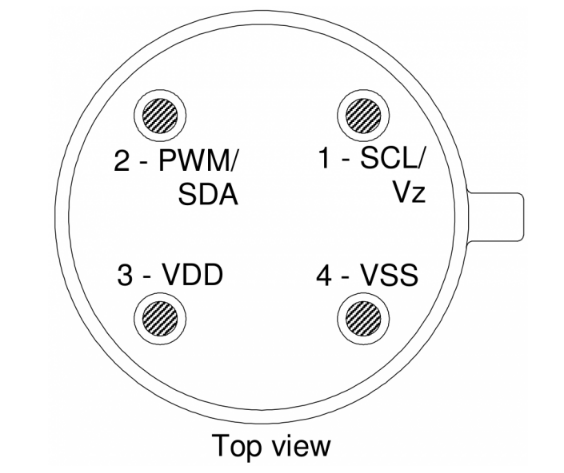 2 - PWM/
SDA
1 - SCL/
Vz
3 - VDD
4 - VSS
Top view